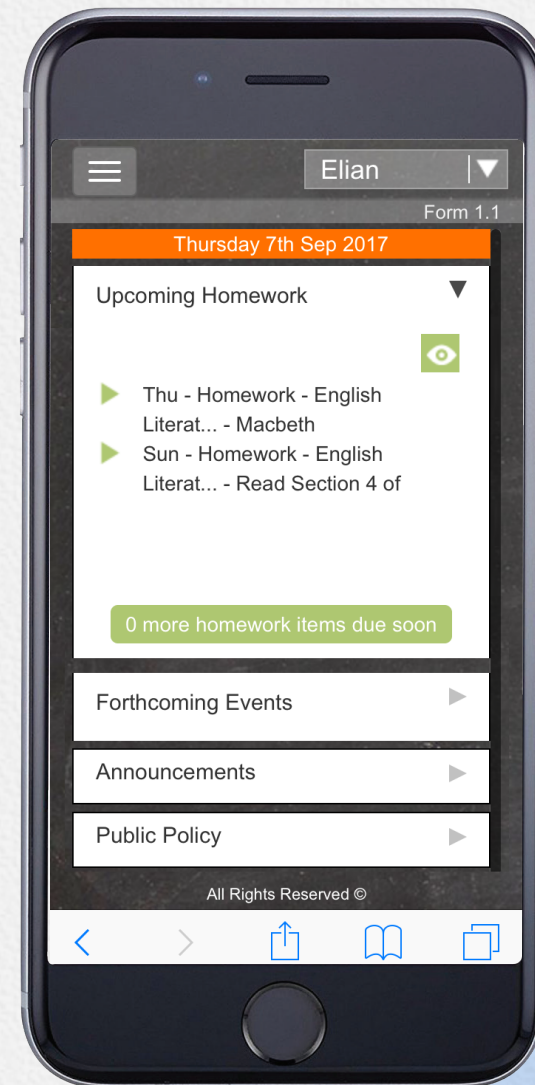 Elian
Form 1.1
Thursday 7th Sep 2017
Upcoming Homework
Thu - Homework - English
Literat... - Macbeth
Sun - Homework - English
Literat... - Read Section 4 of
0 more homework items due soon
Forthcoming Events
Announcements
Public Policy
All Rights Reserved ©